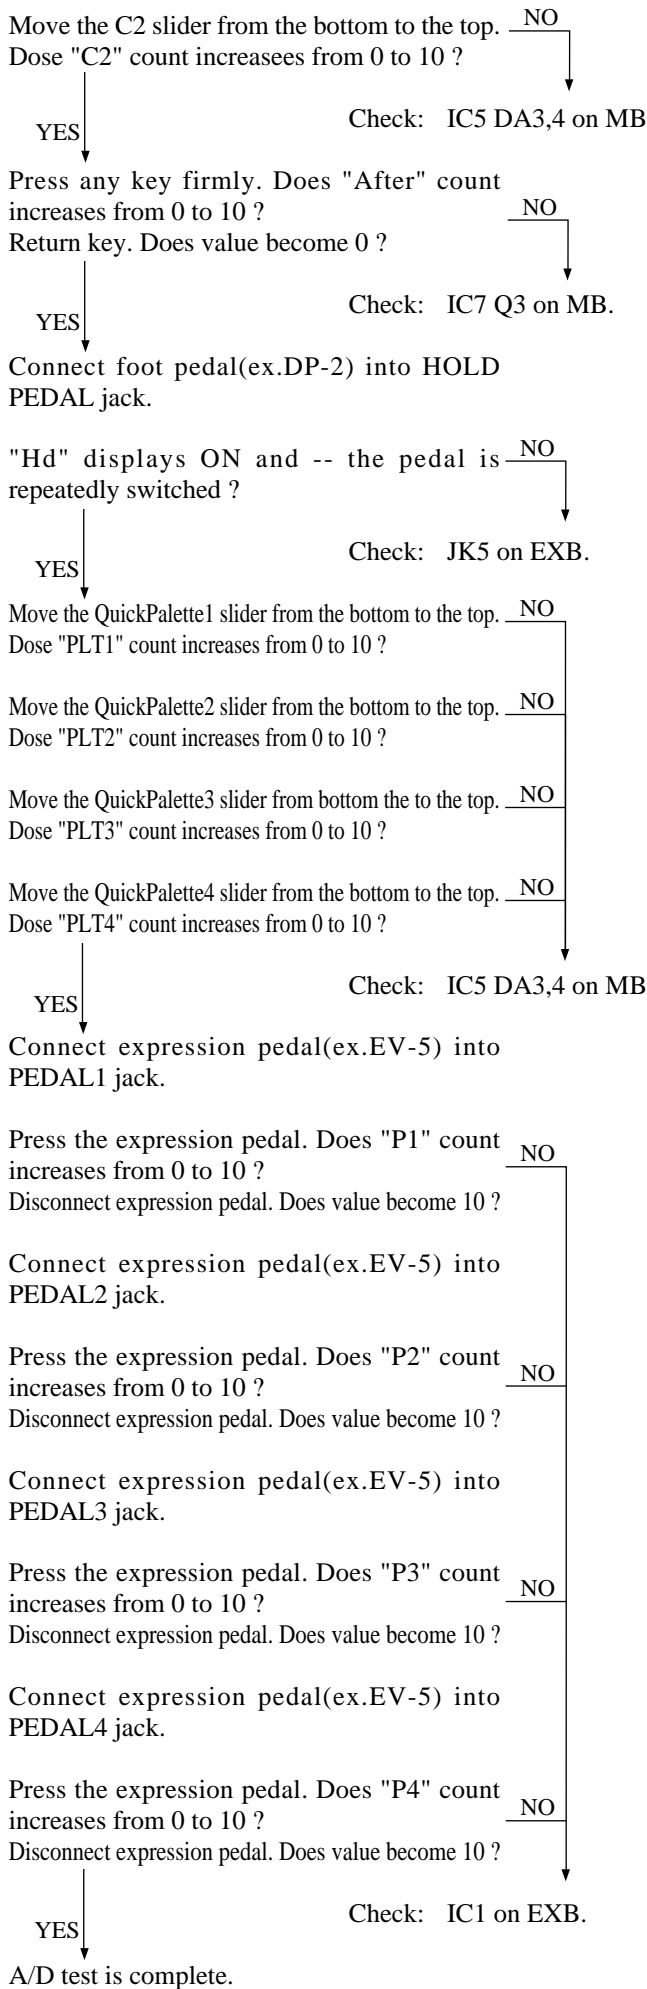 Move the C2 slider from the bottom to the top.
NO
Dose "C2" count increasees from 0 to 10 ?
Check: IC5 DA3,4 on MB
YES
Press any key firmly. Does "After" count
increases from 0 to 10 ?
NO
Return key. Does value become 0 ?
Check: IC7 Q3 on MB.
YES
Connect foot pedal(ex.DP-2) into HOLD
PEDAL jack.
"Hd" displays ON and -- the pedal is
NO
repeatedly switched ?
Check: JK5 on EXB.
YES
Move the QuickPalette1 slider from the bottom to the top.
NO
Dose "PLT1" count increases from 0 to 10 ?
Move the QuickPalette2 slider from the bottom to the top.
NO
Dose "PLT2" count increases from 0 to 10 ?
Move the QuickPalette3 slider from bottom the to the top.
NO
Dose "PLT3" count increases from 0 to 10 ?
Move the QuickPalette4 slider from the bottom to the top.
NO
Dose "PLT4" count increases from 0 to 10 ?
Check: IC5 DA3,4 on MB
YES
Connect expression pedal(ex.EV-5) into
PEDAL1 jack.
Press the expression pedal. Does "P1" count
NO
increases from 0 to 10 ?
Disconnect expression pedal. Does value become 10 ?
Connect expression pedal(ex.EV-5) into
PEDAL2 jack.
Press the expression pedal. Does "P2" count
NO
increases from 0 to 10 ?
Disconnect expression pedal. Does value become 10 ?
Connect expression pedal(ex.EV-5) into
PEDAL3 jack.
Press the expression pedal. Does "P3" count
NO
increases from 0 to 10 ?
Disconnect expression pedal. Does value become 10 ?
Connect expression pedal(ex.EV-5) into
PEDAL4 jack.
Press the expression pedal. Does "P4" count
NO
increases from 0 to 10 ?
Disconnect expression pedal. Does value become 10 ?
Check: IC1 on EXB.
YES
A/D test is complete.